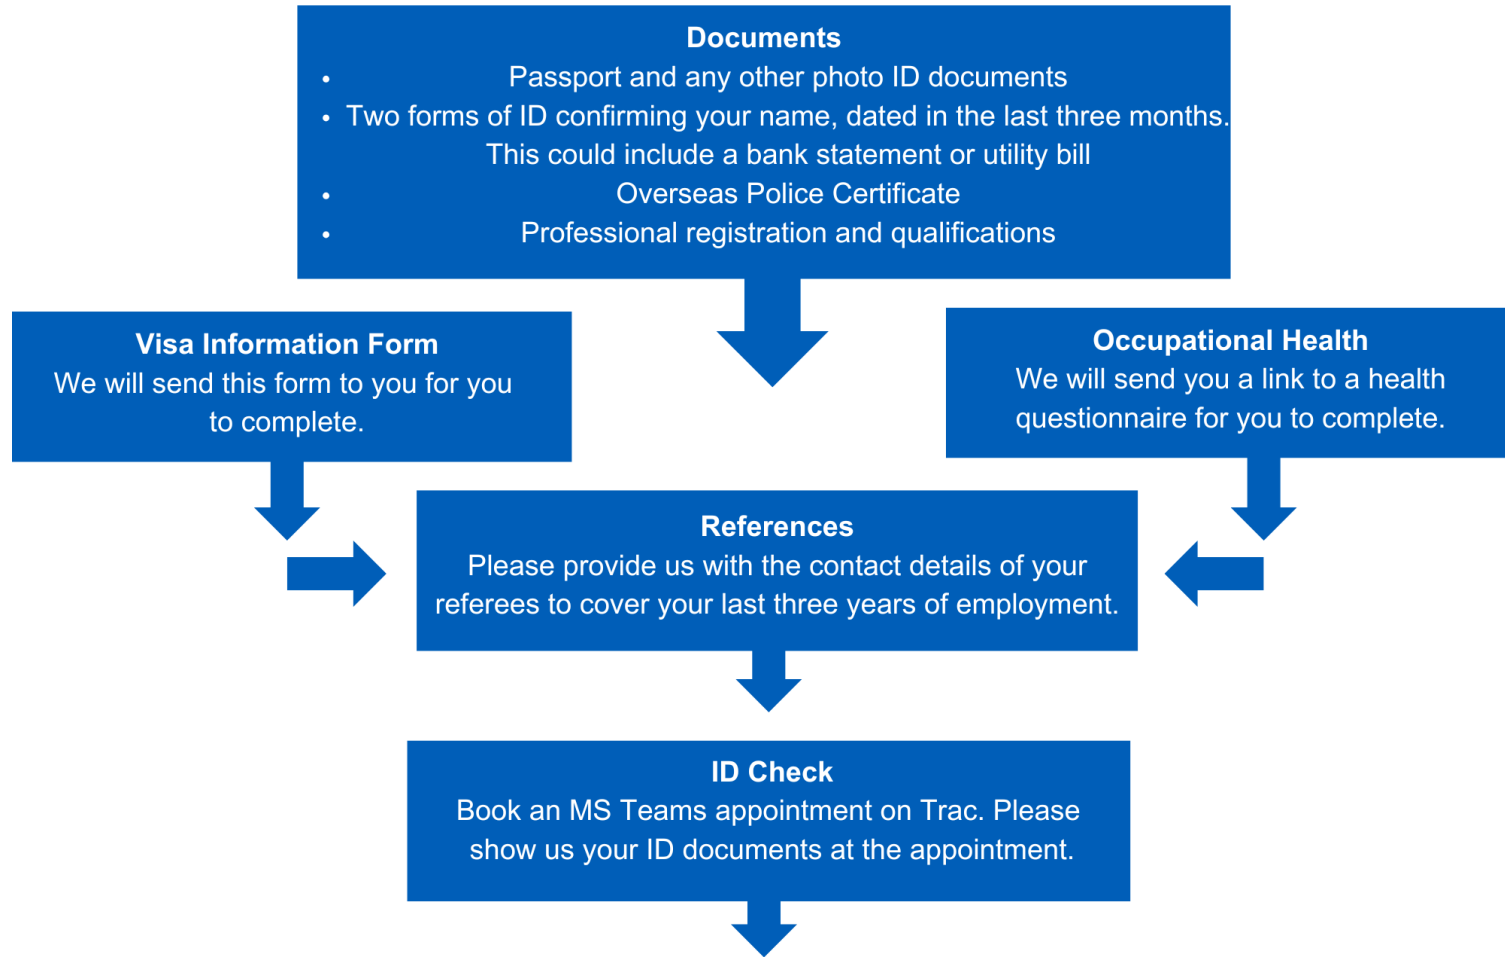 Documents
• Passport and any other photo ID documents
• Two forms of ID confirming your name, dated in the last three months.
This could include a bank statement or utility bill
• Overseas Police Certificate
• Professional registration and qualifications
Visa Information Form
We will send this form to you for you
to complete.
Occupational Health
We will send you a link to a health
questionnaire for you to complete.
References
Please provide us with the contact details of your
referees to cover your last three years of employment.
ID Check
Book an MS Teams appointment on Trac. Please
show us your ID documents at the appointment.